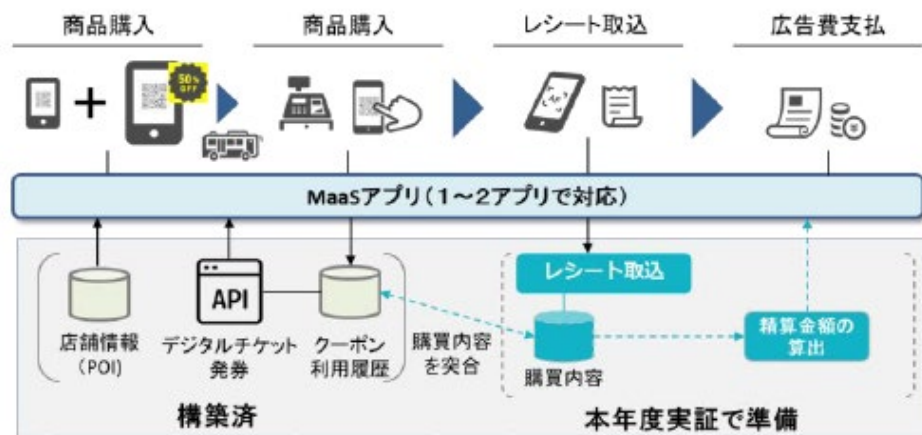 商品購入
商品購入
レシート取込
広告費支払
50%
OFF
MaaSアプリ(1～2アプリで対応)
レシート取込
API
店舗情報
(POI)
デジタルチケット
発券
クーポン
利用履歴
購買内容
を突合
購買内容
精算金額の
算出
構築済
本年度実証で準備